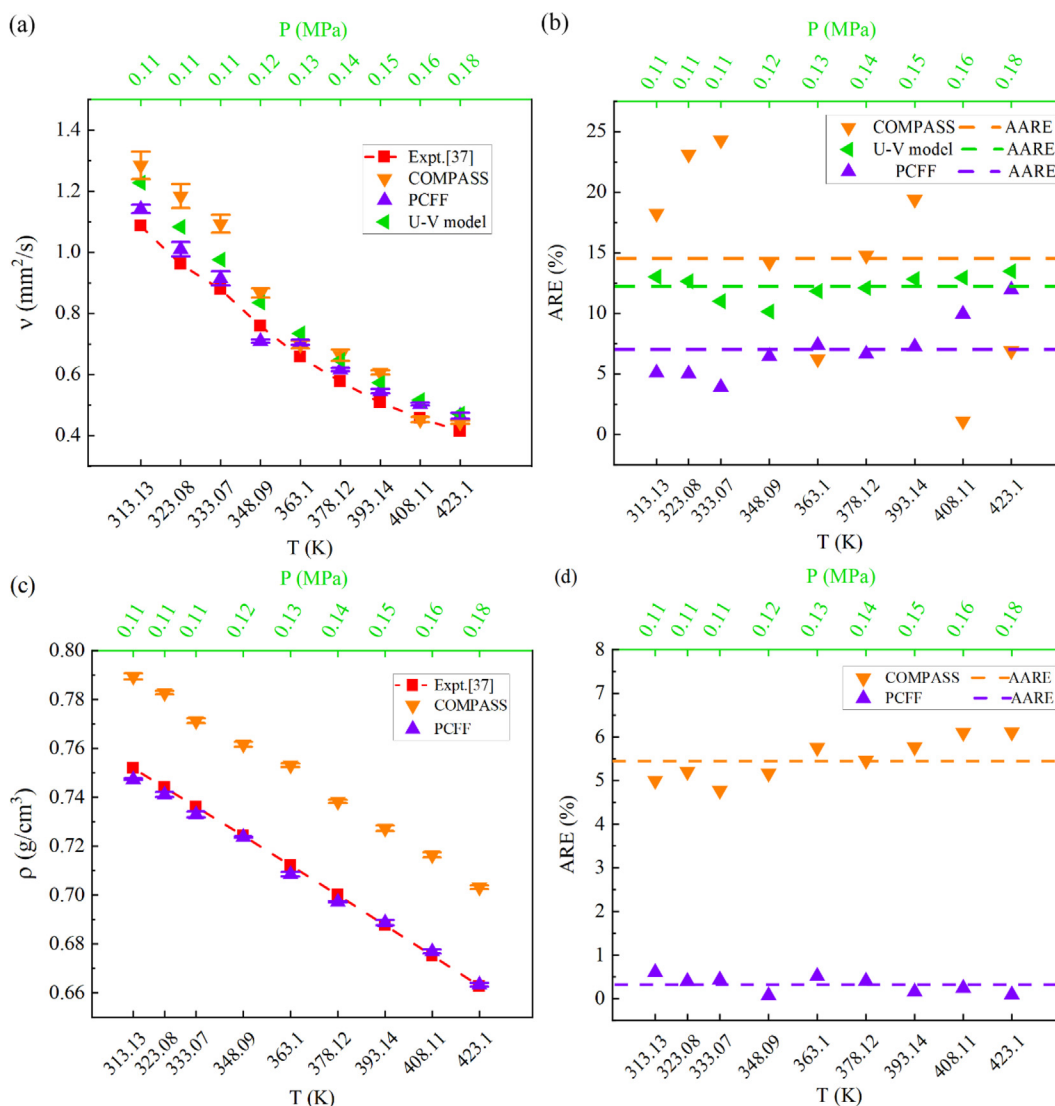 (a)
P (MPa)
0.11 0.11 0.11 0.12 0.13 0.14 0.15 0.16 0.18
1.4
1.2
1.0
0.8
0.6
0.4
ν (mm²/s)
Expt.[37]
COMPASS
PCFF
U-V model
313.13 323.08 333.07 348.09 363.1 378.12 393.14 408.11 423.1
T (K)
(b)
P (MPa)
0.11 0.11 0.11 0.12 0.13 0.14 0.15 0.16 0.18
25
20
15
10
5
0
ARE (%)
COMPASS AARE
U-V model AARE
PCFF AARE
313.13 323.08 333.07 348.09 363.1 378.12 393.14 408.11 423.1
T (K)
(c)
P (MPa)
0.11 0.11 0.11 0.12 0.13 0.14 0.15 0.16 0.18
0.80
0.78
0.76
0.74
0.72
0.70
0.68
0.66
ρ (g/cm³)
Expt.[37]
COMPASS
PCFF
313.13 323.08 333.07 348.09 363.1 378.12 393.14 408.11 423.1
T (K)
(d)
P (MPa)
0.11 0.11 0.11 0.12 0.13 0.14 0.15 0.16 0.18
8
7
6
5
4
3
2
1
0
ARE (%)
COMPASS AARE
PCFF AARE
313.13 323.08 333.07 348.09 363.1 378.12 393.14 408.11 423.1
T (K)